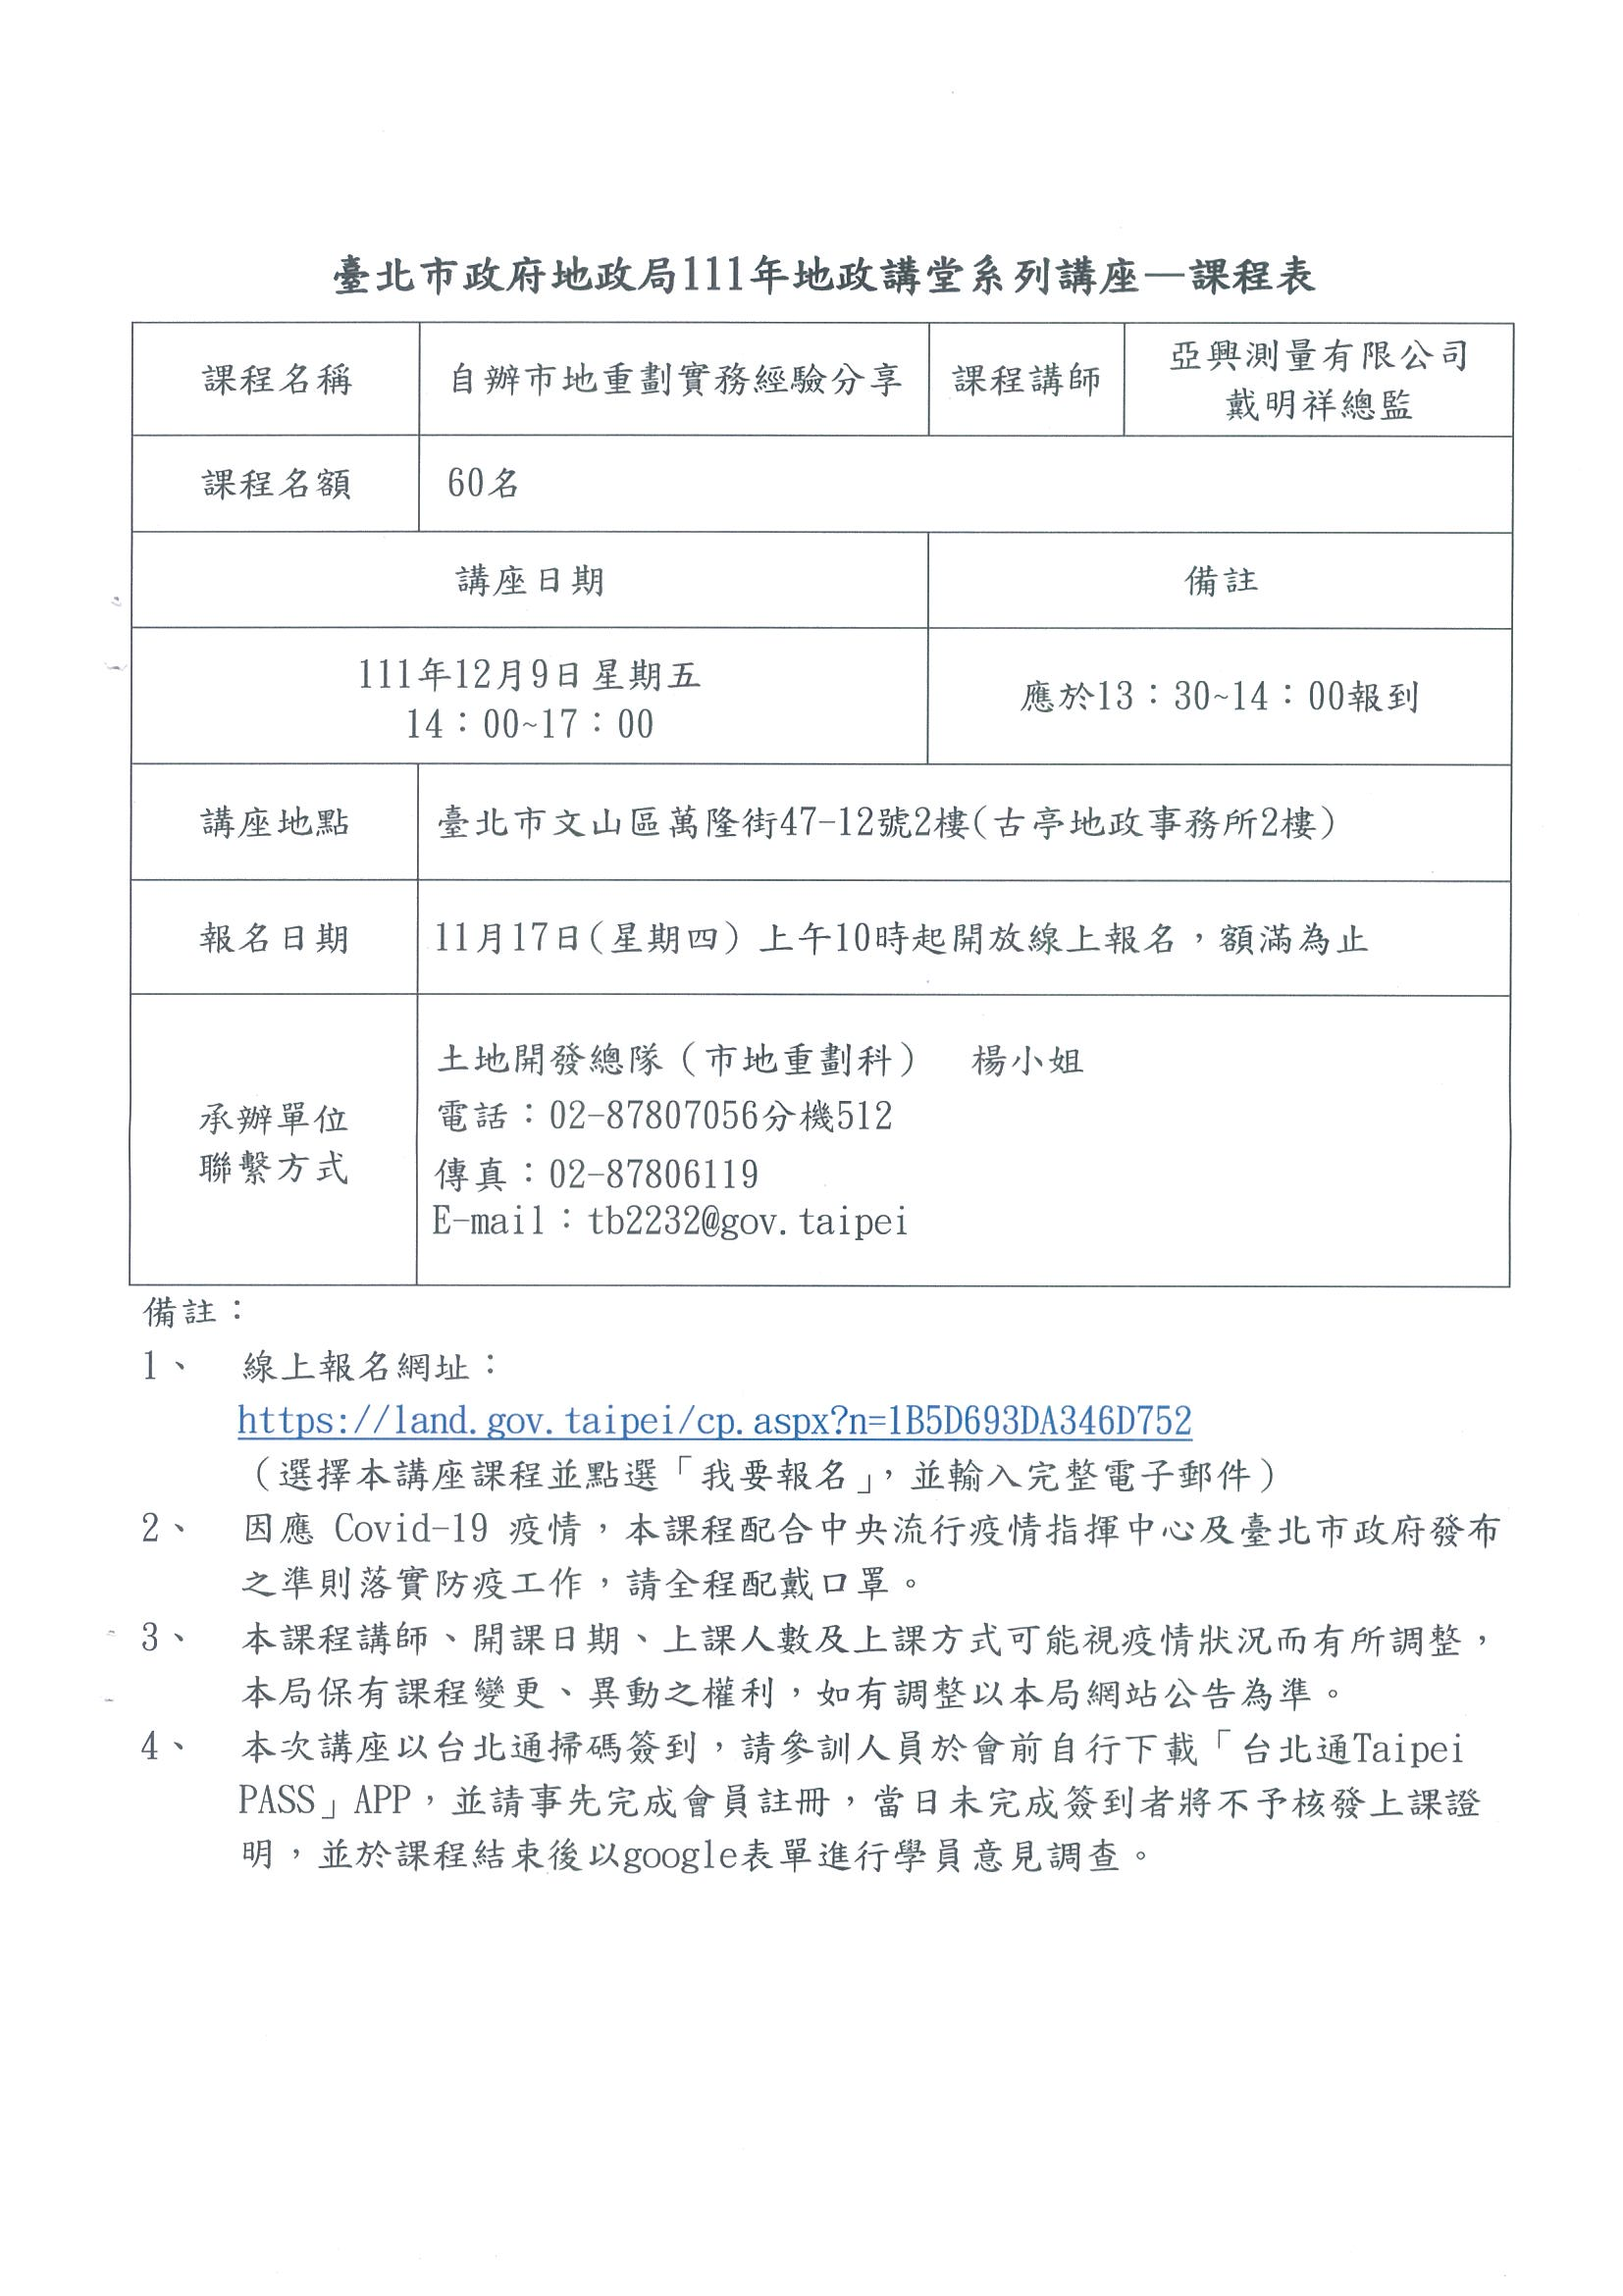 臺北市政府地政局111年地政講堂系列講座—課程表
課程名稱 自辦市地重劃實務經驗分享 課程講師 亞興測量有限公司
戴明祥總監
課程名額 60名
講座日期 備註
111年12月9日星期五
14：00~17：00
應於13：30~14：00報到
講座地點 臺北市文山區萬隆街47-12號2樓(古亭地政事務所2樓)
報名日期 11月17日(星期四) 上午10時起開放線上報名，額滿為止
承辦單位
聯繫方式
土地開發總隊（市地重劃科） 楊小姐
電話：02-87807056分機512
傳真：02-87806119
E-mail：tb2232@gov.taipei
備註：
1、 線上報名網址：
https://land.gov.taipei/cp.aspx?n=1B5D693DA346D752
（選擇本講座課程並點選「我要報名」，並輸入完整電子郵件）
2、 因應 Covid-19 疫情，本課程配合中央流行疫情指揮中心及臺北市政府發布
之準則落實防疫工作，請全程配戴口罩。
3、 本課程講師、開課日期、上課人數及上課方式可能視疫情狀況而有所調整，
本局保有課程變更、異動之權利，如有調整以本局網站公告為準。
4、 本次講座以台北通掃碼簽到，請參訓人員於會前自行下載「台北通Taipei
PASS」APP，並請事先完成會員註冊，當日未完成簽到者將不予核發上課證
明，並於課程結束後以google表單進行學員意見調查。